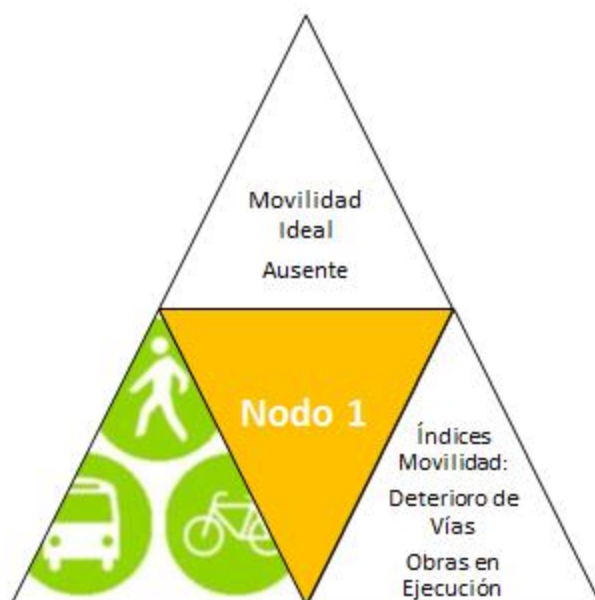 Movilidad
Ideal
Ausente
Nodo 1
Índices
Movilidad:
Deterioro de
Vías
Obras en
Ejecución